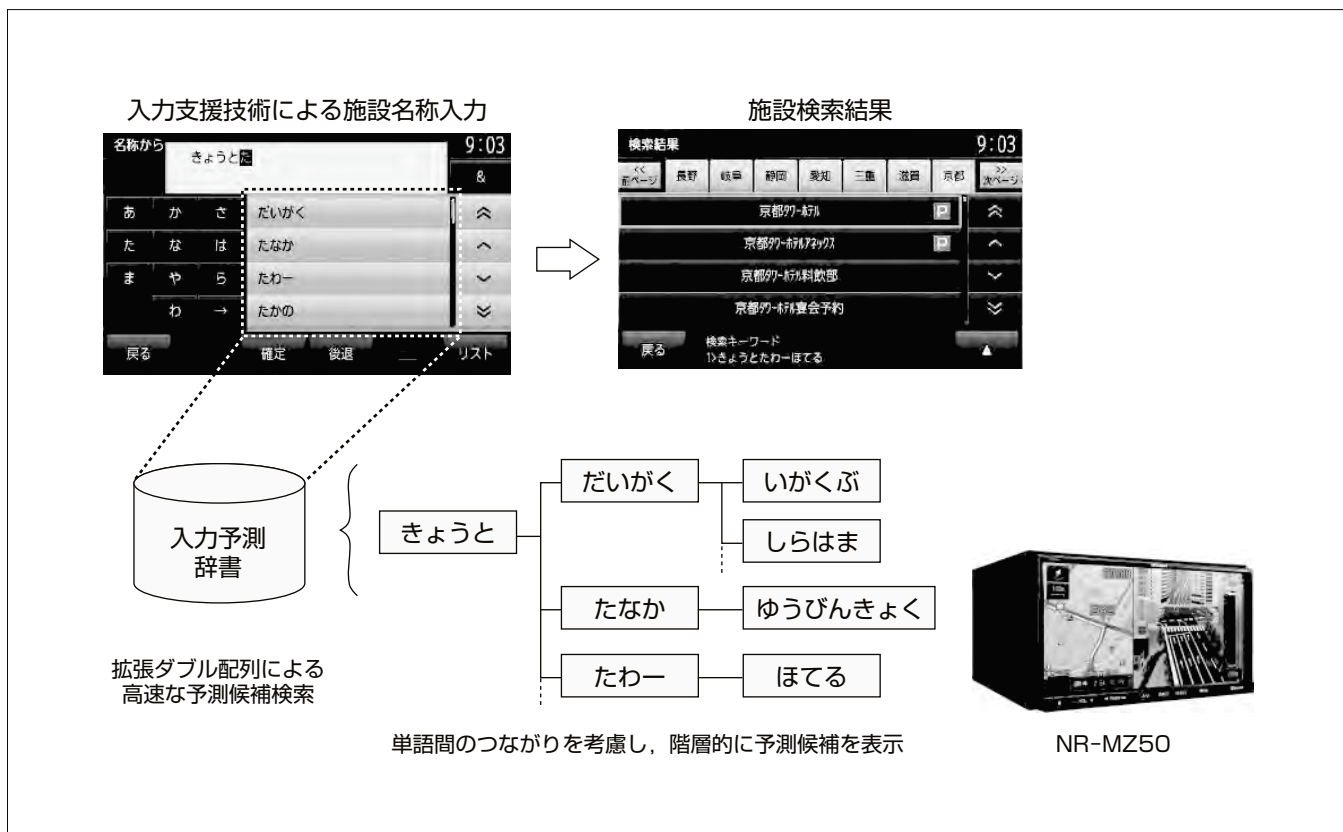 入力支援技術による施設名称入力
施設検索結果
名称から
9:03
きょうとた
&
あ か さ
た な は
ま や ら
わ →
だいがく
たなか
たわー
たかの
戻る 確定 後退 リスト
検索結果
9:03
<< 前ページ 長野 岐阜 静岡 愛知 三重 滋賀 京都 >> 次ページ
京都タワーホテル P
京都タワーホテルアネックス P
京都タワーホテル料飲部
京都タワーホテル宴会予約
戻る
検索キーワード
1>きょうとたわーほてる
入力予測
辞書
拡張ダブル配列による
高速な予測候補検索
きょうと
だいがく
いがくぶ
しらはま
たなか
ゆうびんきょく
たわー
ほてる
単語間のつながりを考慮し，階層的に予測候補を表示
NR-MZ50